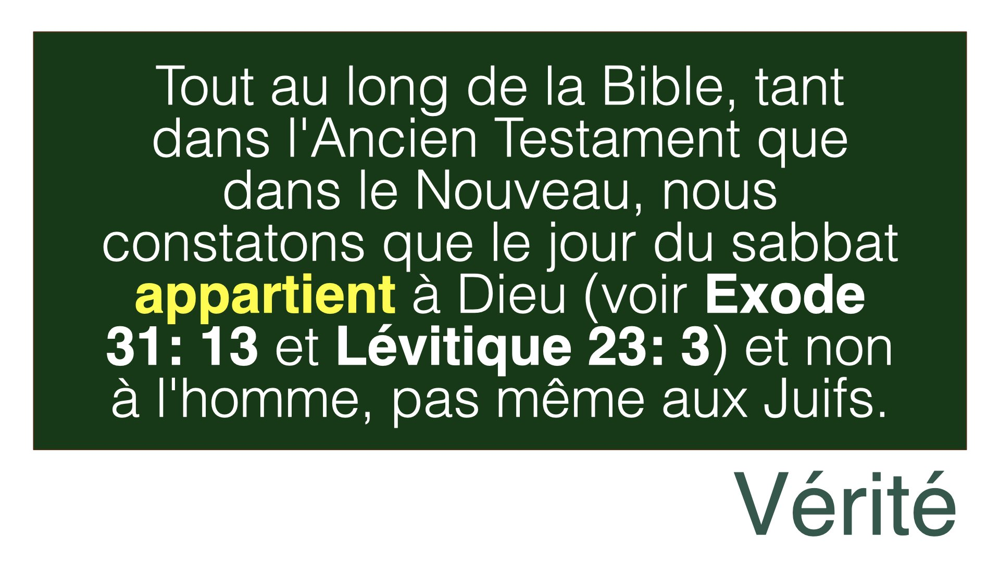 Tout au long de la Bible, tant
dans l'Ancien Testament que
dans le Nouveau, nous
constatons que le jour du sabbat
appartient à Dieu (voir Exode
31: 13 et Lévitique 23: 3) et non
à l'homme, pas même aux Juifs.
Vérité